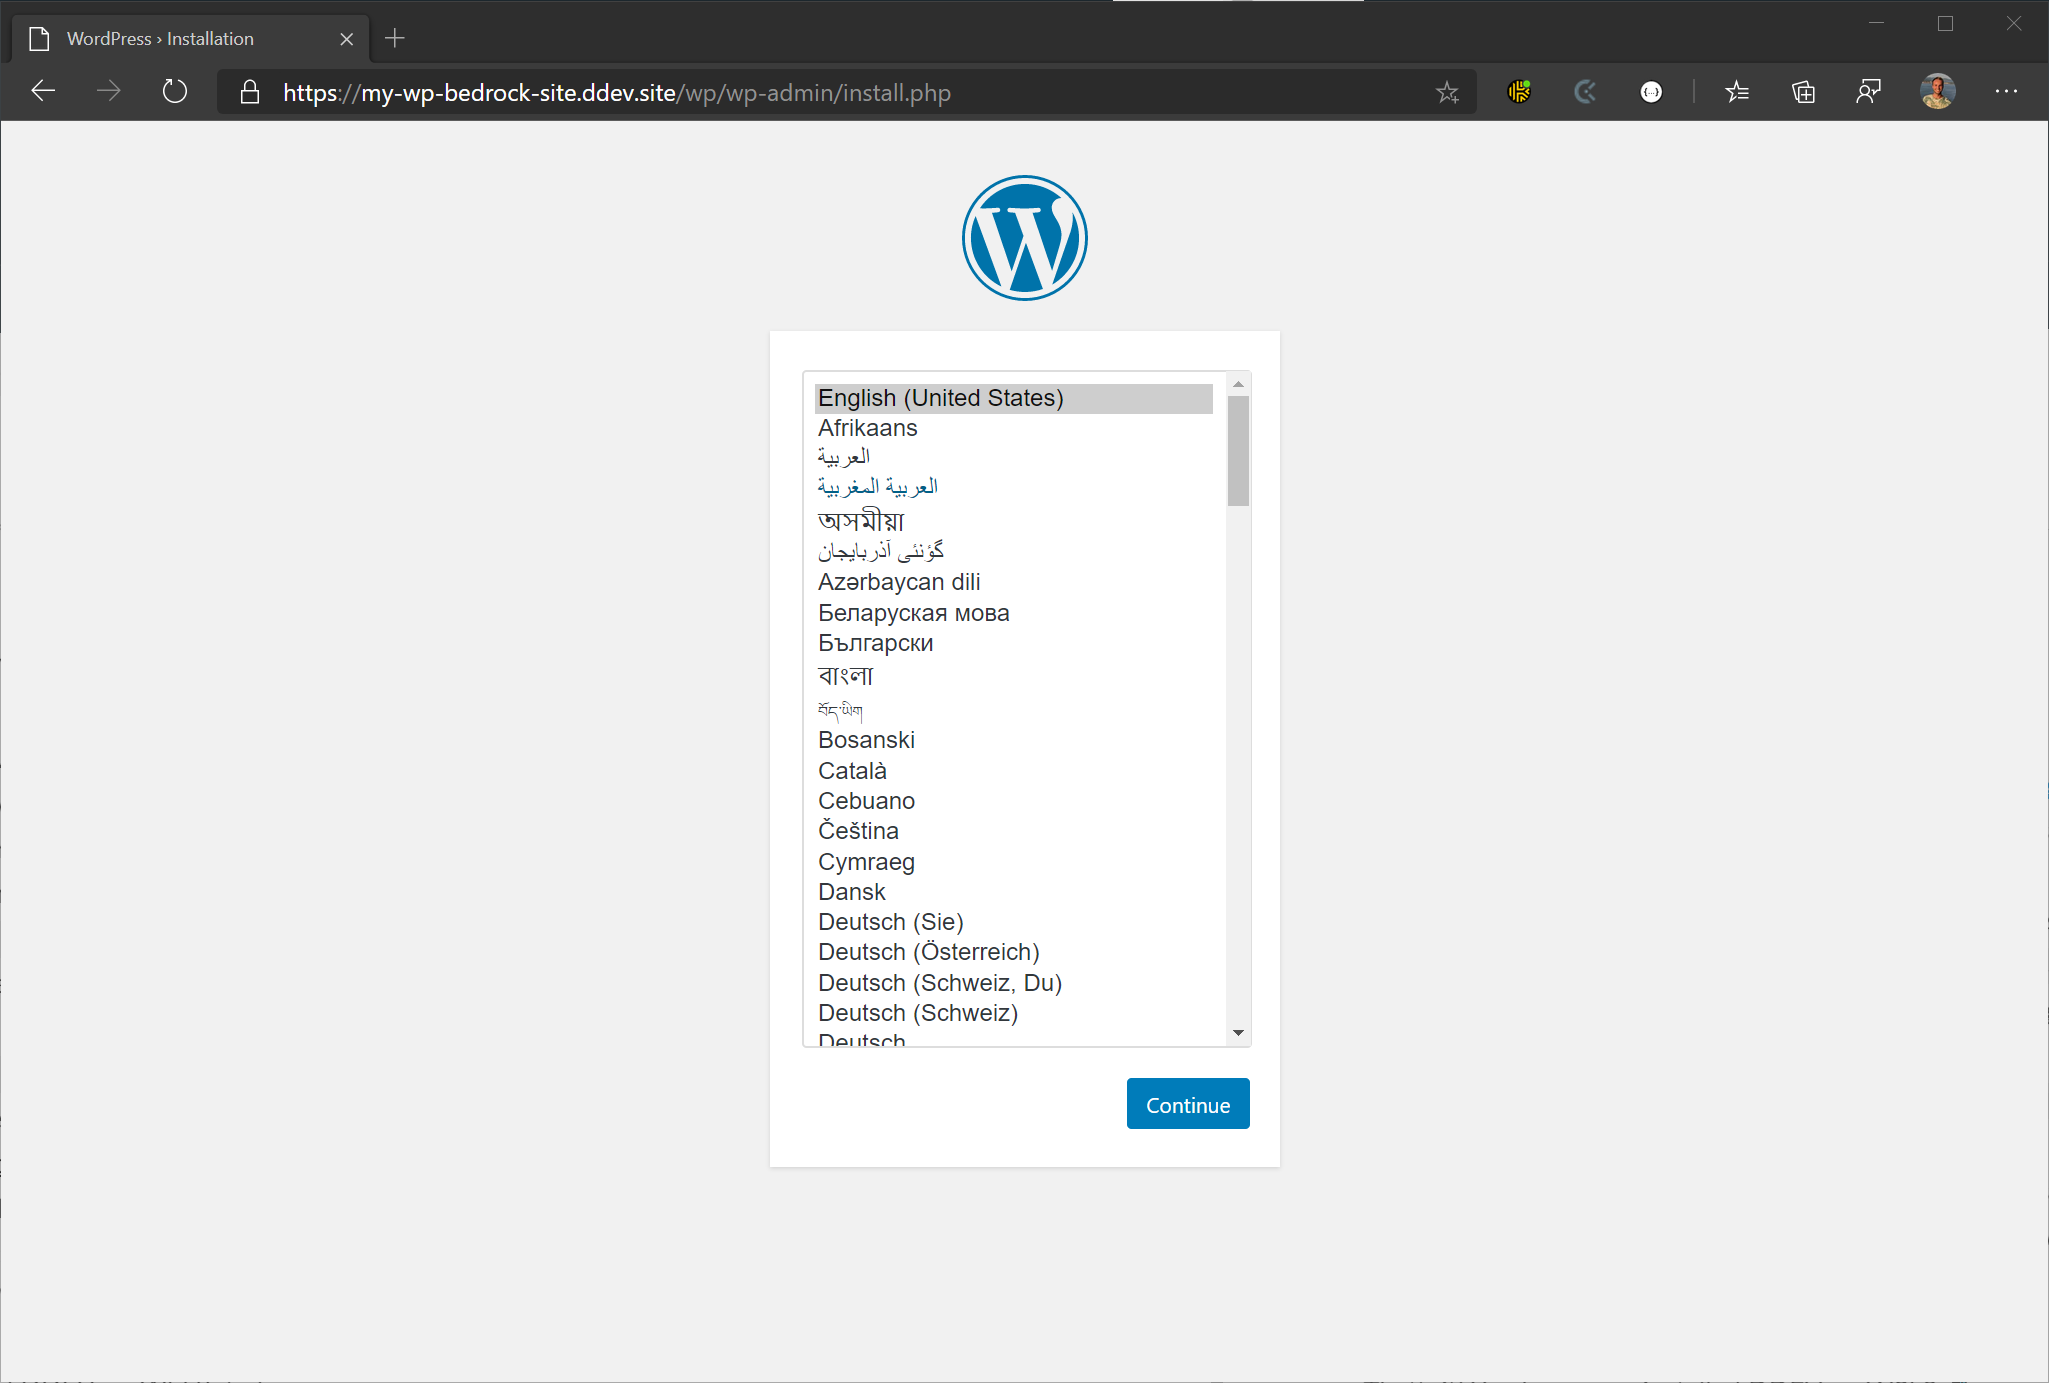 WordPress › Installation
https://my-wp-bedrock-site.ddev.site/wp/wp-admin/install.php
English (United States)
Afrikaans
العربية
العربية المغربية
অসমীয়া
گؤنئی آذربایجان
Azərbaycan dili
Беларуская мова
Български
বাংলা
བོད་ཡིག
Bosanski
Català
Cebuano
Čeština
Cymraeg
Dansk
Deutsch (Sie)
Deutsch (Österreich)
Deutsch (Schweiz, Du)
Deutsch (Schweiz)
Deutsch
Continue